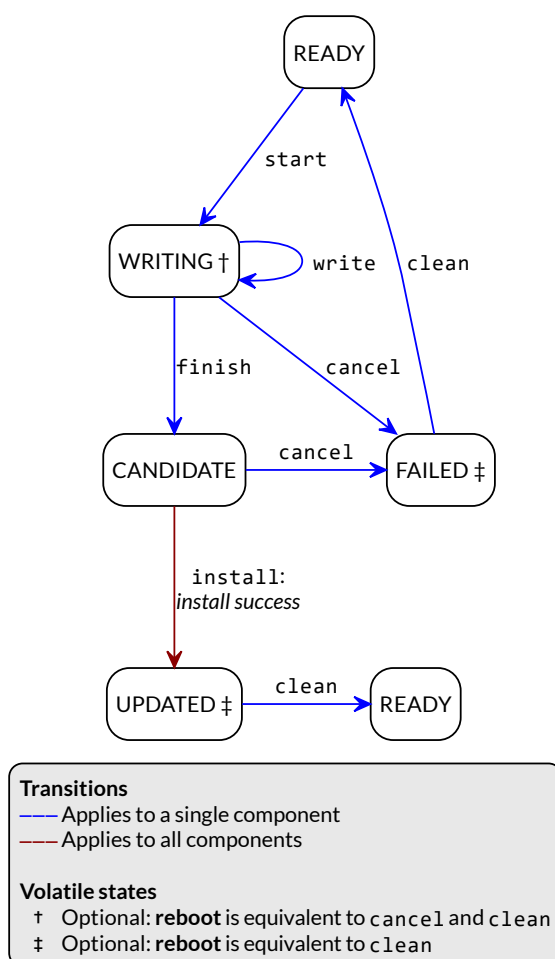 READY
start
WRITING †
write
clean
finish
cancel
CANDIDATE
cancel
FAILED ‡
install:
install success
UPDATED ‡
clean
READY
Transitions
Applies to a single component
Applies to all components
Volatile states
† Optional: reboot is equivalent to cancel and clean
‡ Optional: reboot is equivalent to clean